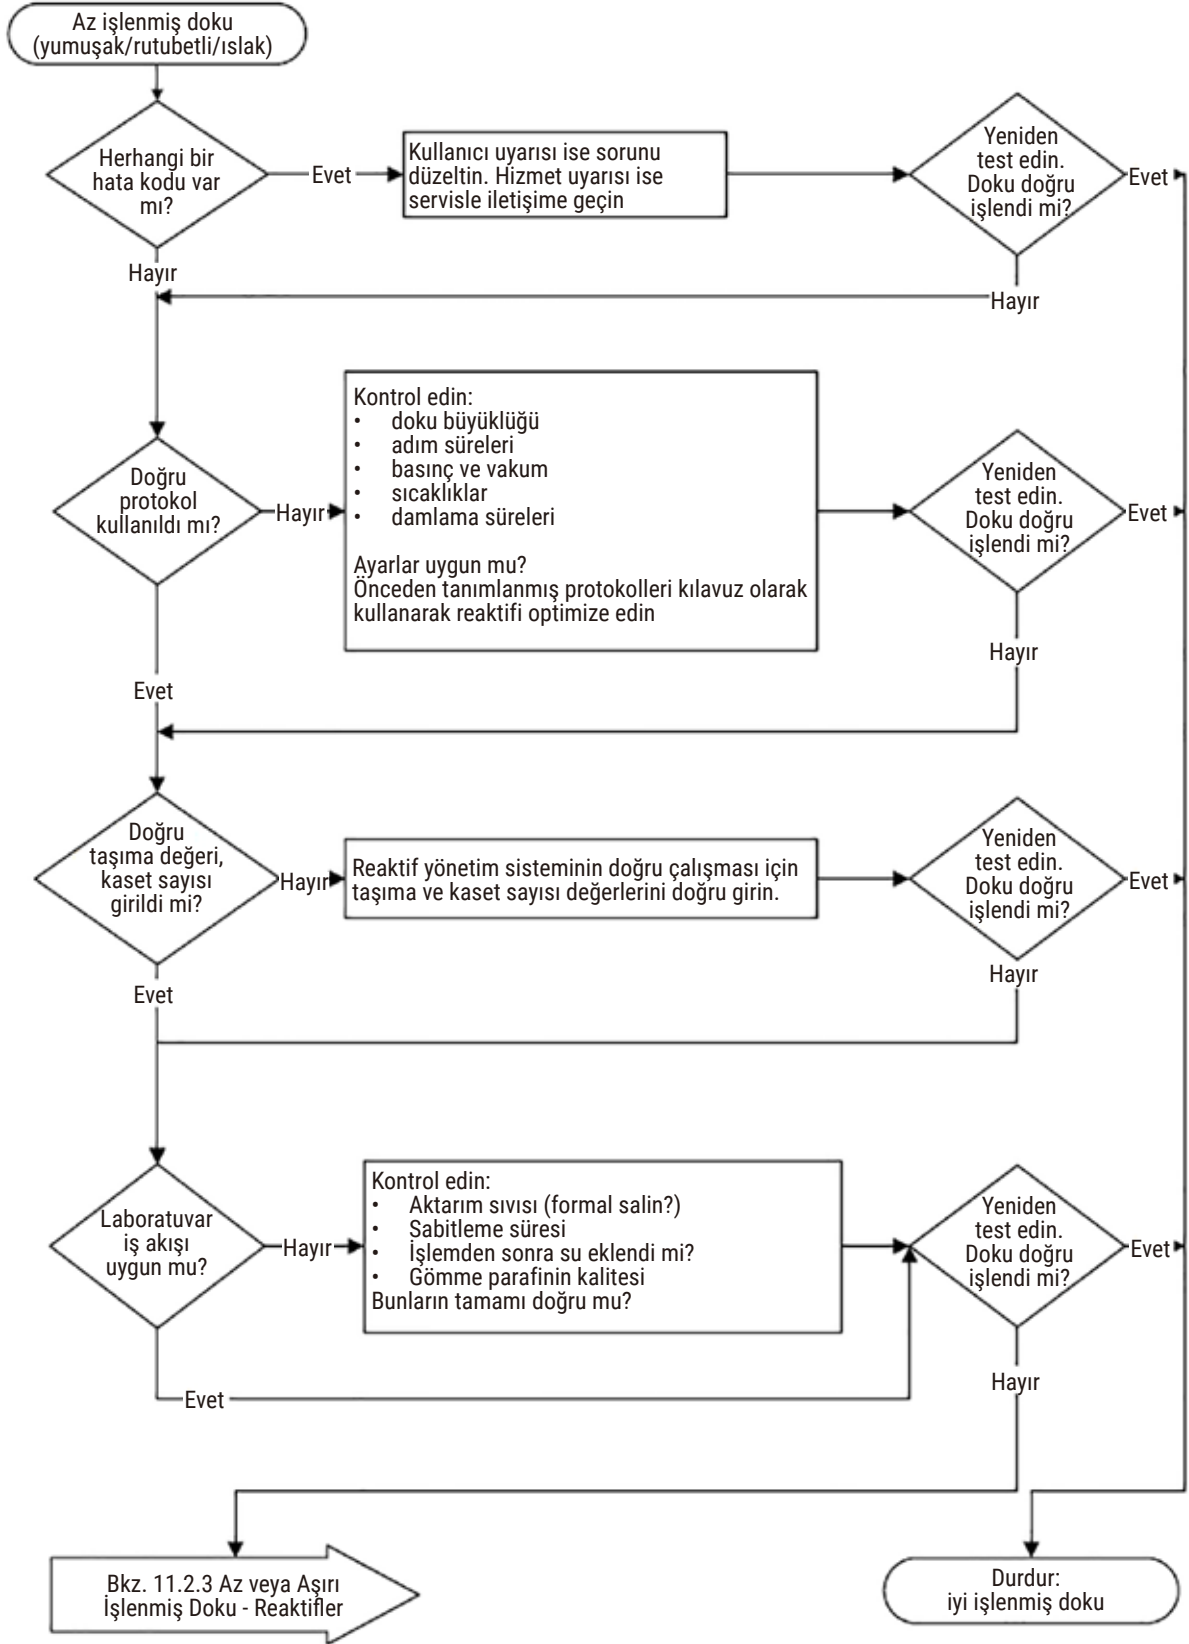 Az işlenmiş doku
(yumuşak/rutubetli/ıslak)
Herhangi bir
hata kodu var
mı?
Evet
Kullanıcı uyarısı ise sorunu
düzeltin. Hizmet uyarısı ise
servisle iletişime geçin
Yeniden
test edin.
Doku doğru
işlendi mi?
Evet
Hayır
Hayır
Doğru
protokol
kullanıldı mı?
Hayır
Kontrol edin:
• doku büyüklüğü
• adım süreleri
• basınç ve vakum
• sıcaklıklar
• damlama süreleri
Ayarlar uygun mu?
Önceden tanımlanmış protokolleri kılavuz olarak
kullanarak reaktifi optimize edin
Yeniden
test edin.
Doku doğru
işlendi mi?
Evet
Hayır
Evet
Doğru
taşıma değeri,
kaset sayısı
girildi mi?
Hayır
Reaktif yönetim sisteminin doğru çalışması için
taşıma ve kaset sayısı değerlerini doğru girin.
Yeniden
test edin.
Doku doğru
işlendi mi?
Evet
Hayır
Evet
Laboratuvar
iş akışı
uygun mu?
Hayır
Kontrol edin:
• Aktarım sıvısı (formal salin?)
• Sabitleme süresi
• İşlemden sonra su eklendi mi?
• Gömme parafinin kalitesi
Bunların tamamı doğru mu?
Yeniden
test edin.
Doku doğru
işlendi mi?
Evet
Hayır
Evet
Bkz. 11.2.3 Az veya Aşırı
İşlenmiş Doku - Reaktifler
Durdur:
iyi işlenmiş doku